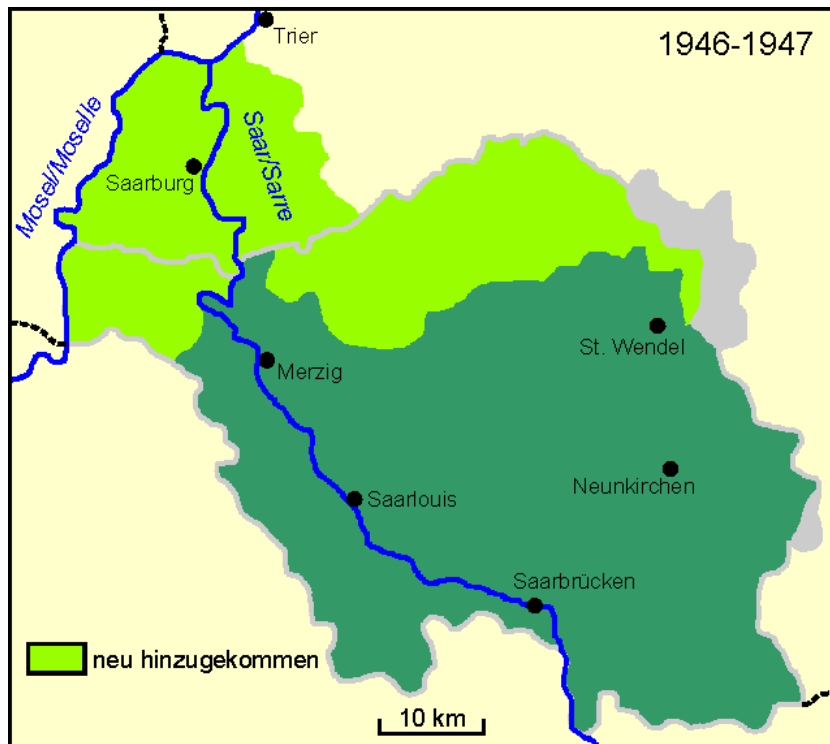 Trier
1946-1947
Mosel/Moselle
Saar/Sarre
Saarburg
St. Wendel
Merzig
Neunkirchen
Saarlouis
Saarbrücken
neu hinzugekommen
10 km